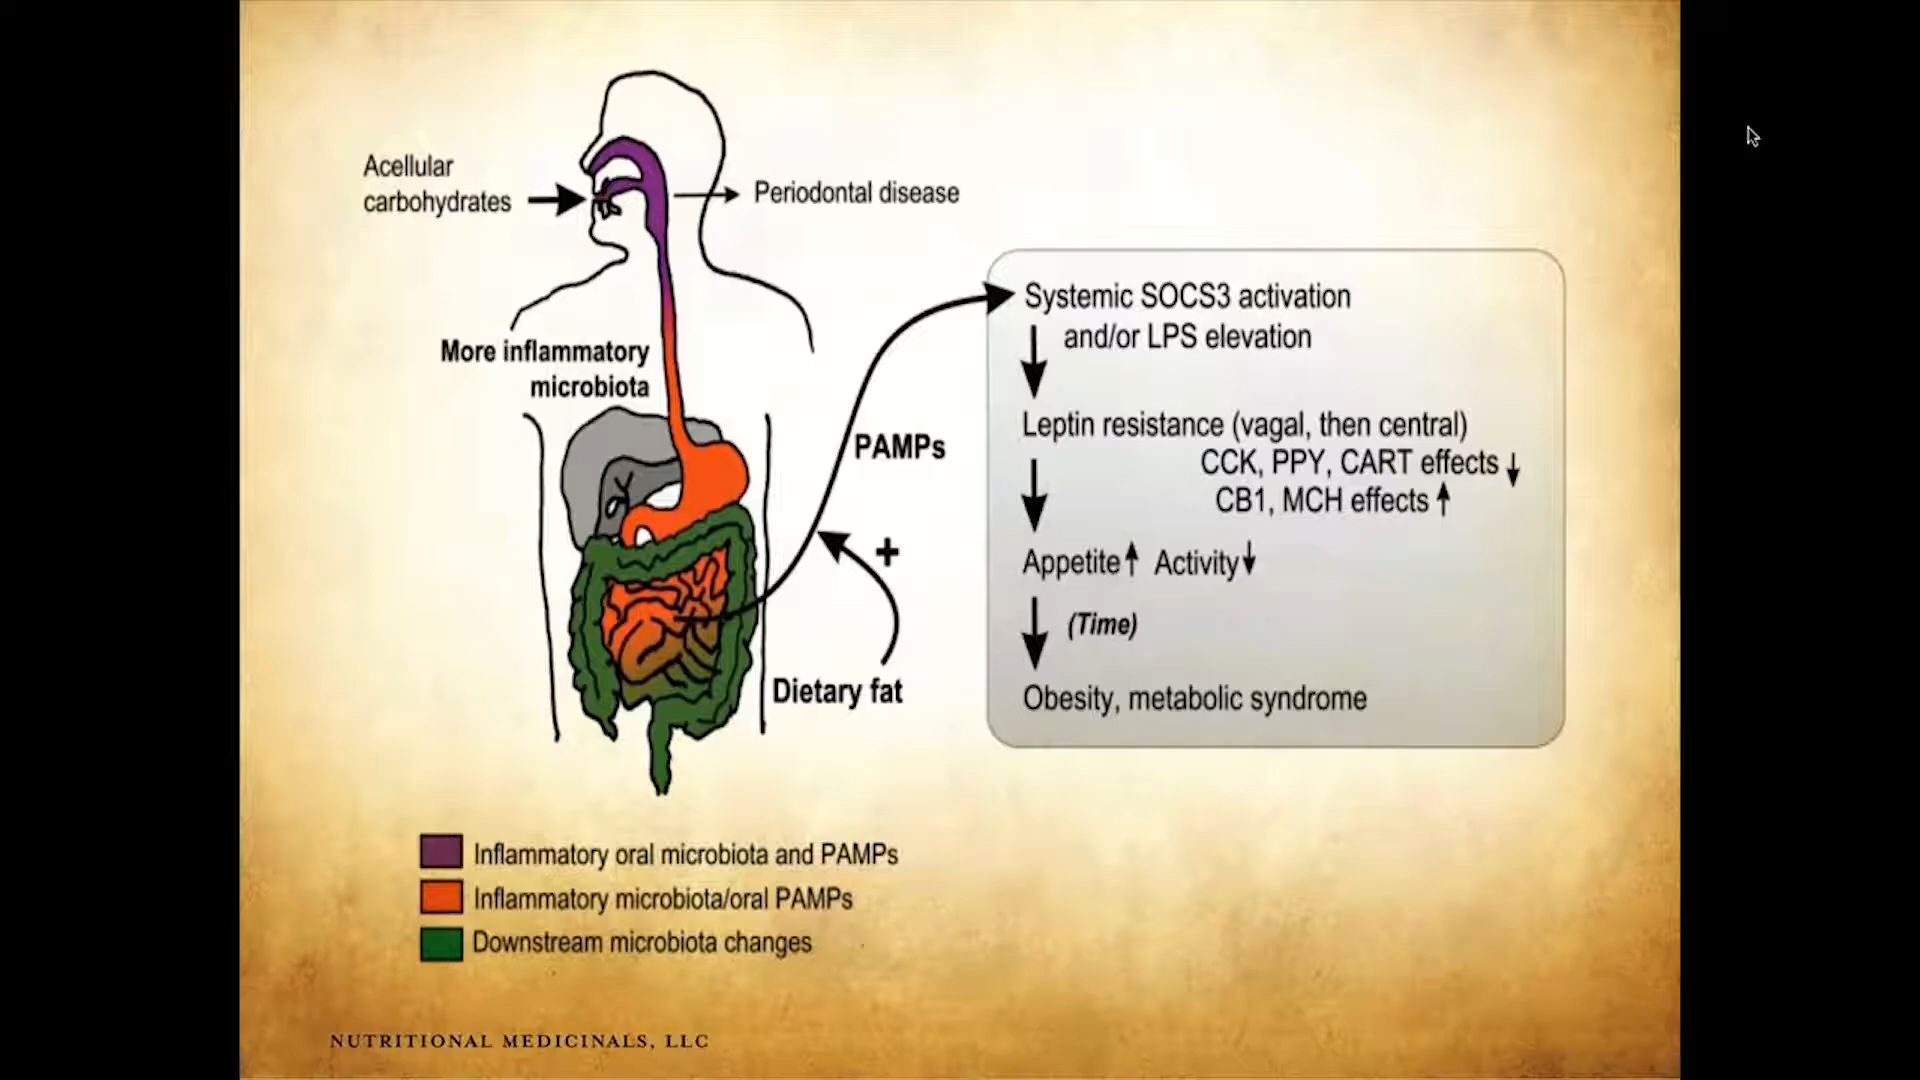 Acellular
carbohydrates
Periodontal disease
More inflammatory
microbiota
PAMPs
+
Dietary fat
Systemic SOCS3 activation
and/or LPS elevation
Leptin resistance (vagal, then central)
CCK, PPY, CART effects ↓
CB1, MCH effects ↑
Appetite ↑ Activity ↓
(Time)
Obesity, metabolic syndrome
Inflammatory oral microbiota and PAMPs
Inflammatory microbiota/oral PAMPs
Downstream microbiota changes
NUTRITIONAL MEDICINALS, LLC